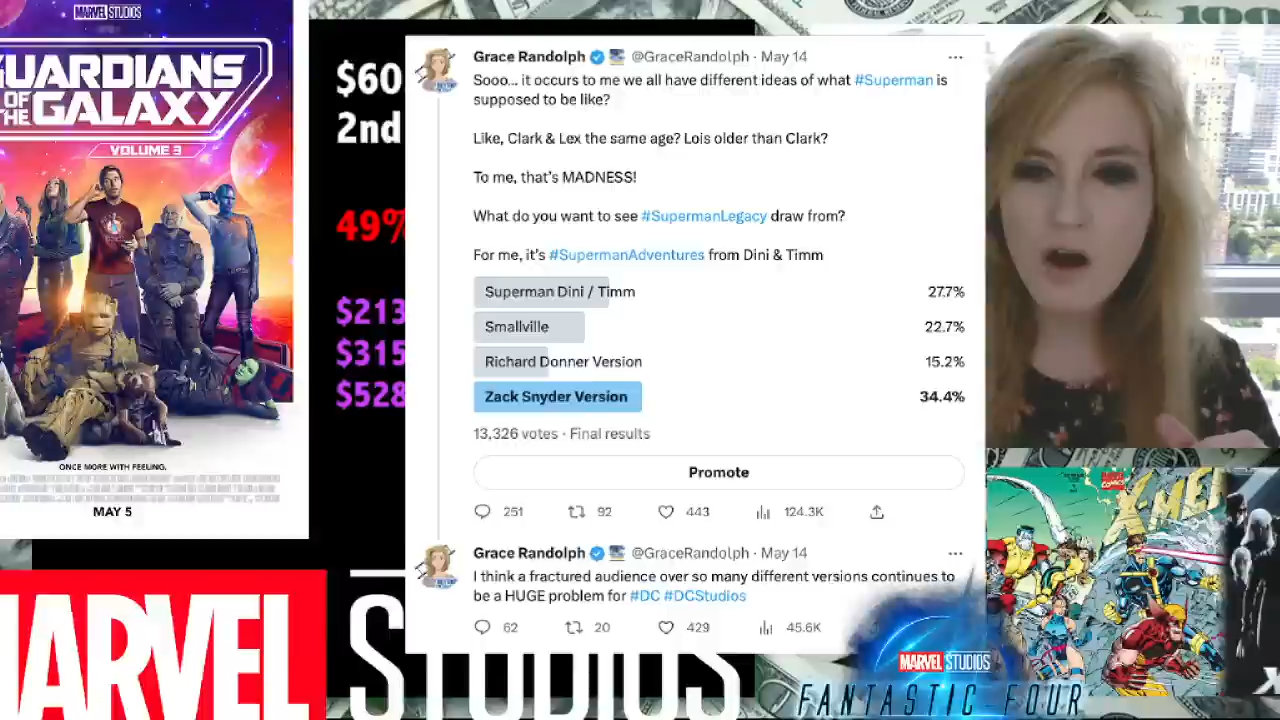 MARVEL STUDIOS
GUARDIANS
OF
THE GALAXY
VOLUME 3
ONCE MORE WITH FEELING.
MAY 5
$60
2nd
49%
$213
$315
$528
Grace Randolph @GraceRandolph · May 14
Sooo... it occurs to me we all have different ideas of what #Superman is
supposed to be like?
Like, Clark & Lex the same age? Lois older than Clark?
To me, that's MADNESS!
What do you want to see #SupermanLegacy draw from?
For me, it's #SupermanAdventures from Dini & Timm
Superman Dini / Timm 27.7%
Smallville 22.7%
Richard Donner Version 15.2%
Zack Snyder Version 34.4%
13,326 votes · Final results
Promote
251 92 443 124.3K
Grace Randolph @GraceRandolph · May 14
I think a fractured audience over so many different versions continues to
be a HUGE problem for #DC #DCStudios
62 20 429 45.6K
100
MARVEL
COMICS
X-MEN
MARVEL
STUDIOS
MARVEL STUDIOS
FANTASTIC FOUR